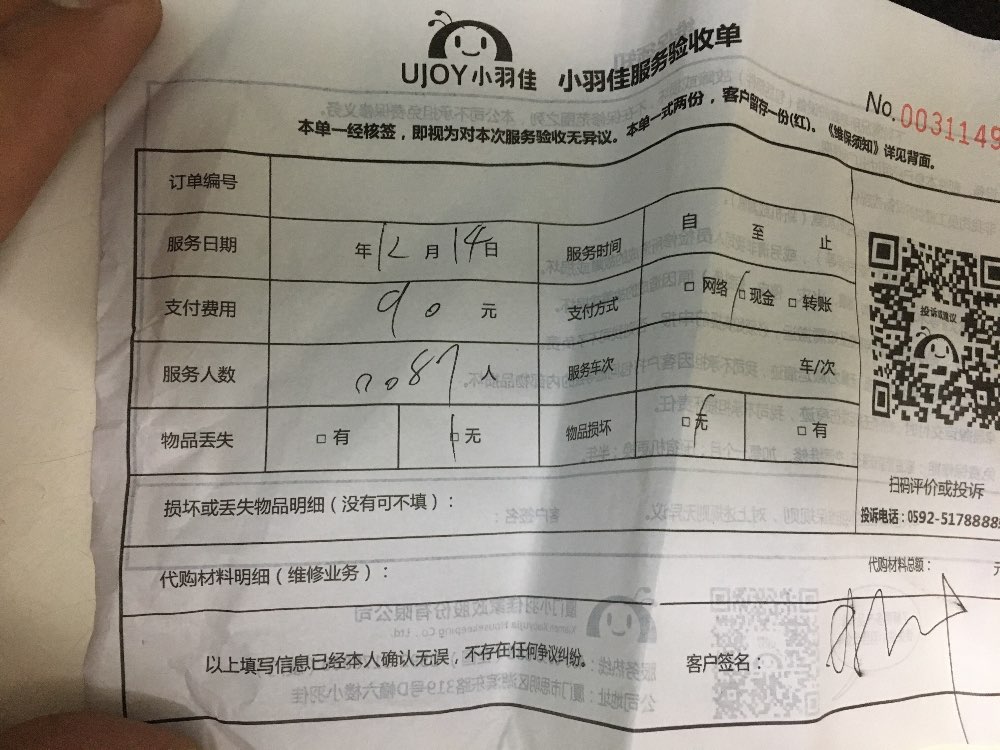 UJOY小羽佳 小羽佳服务验收单
No. 0031149
本单一经核签，即视为对本次服务验收无异议。本单一式两份，客户留存一份(红)。《维保须知》详见背面。
订单编号
服务日期 年 12 月 14 日 服务时间 自 至 止
支付费用 90 元 支付方式 □ 网络 □ 现金 □ 转账
服务人数 2087 人 服务车次 车/次
物品丢失 □ 有 □ 无 物品损坏 □ 无 □ 有
投诉或建议
扫码评价或投诉
损坏或丢失物品明细（没有可不填）：
投诉电话：0592-5178888
代购材料明细（维修业务）： 代购材料总额： 元
以上填写信息已经本人确认无误，不存在任何争议纠纷。 客户签名：